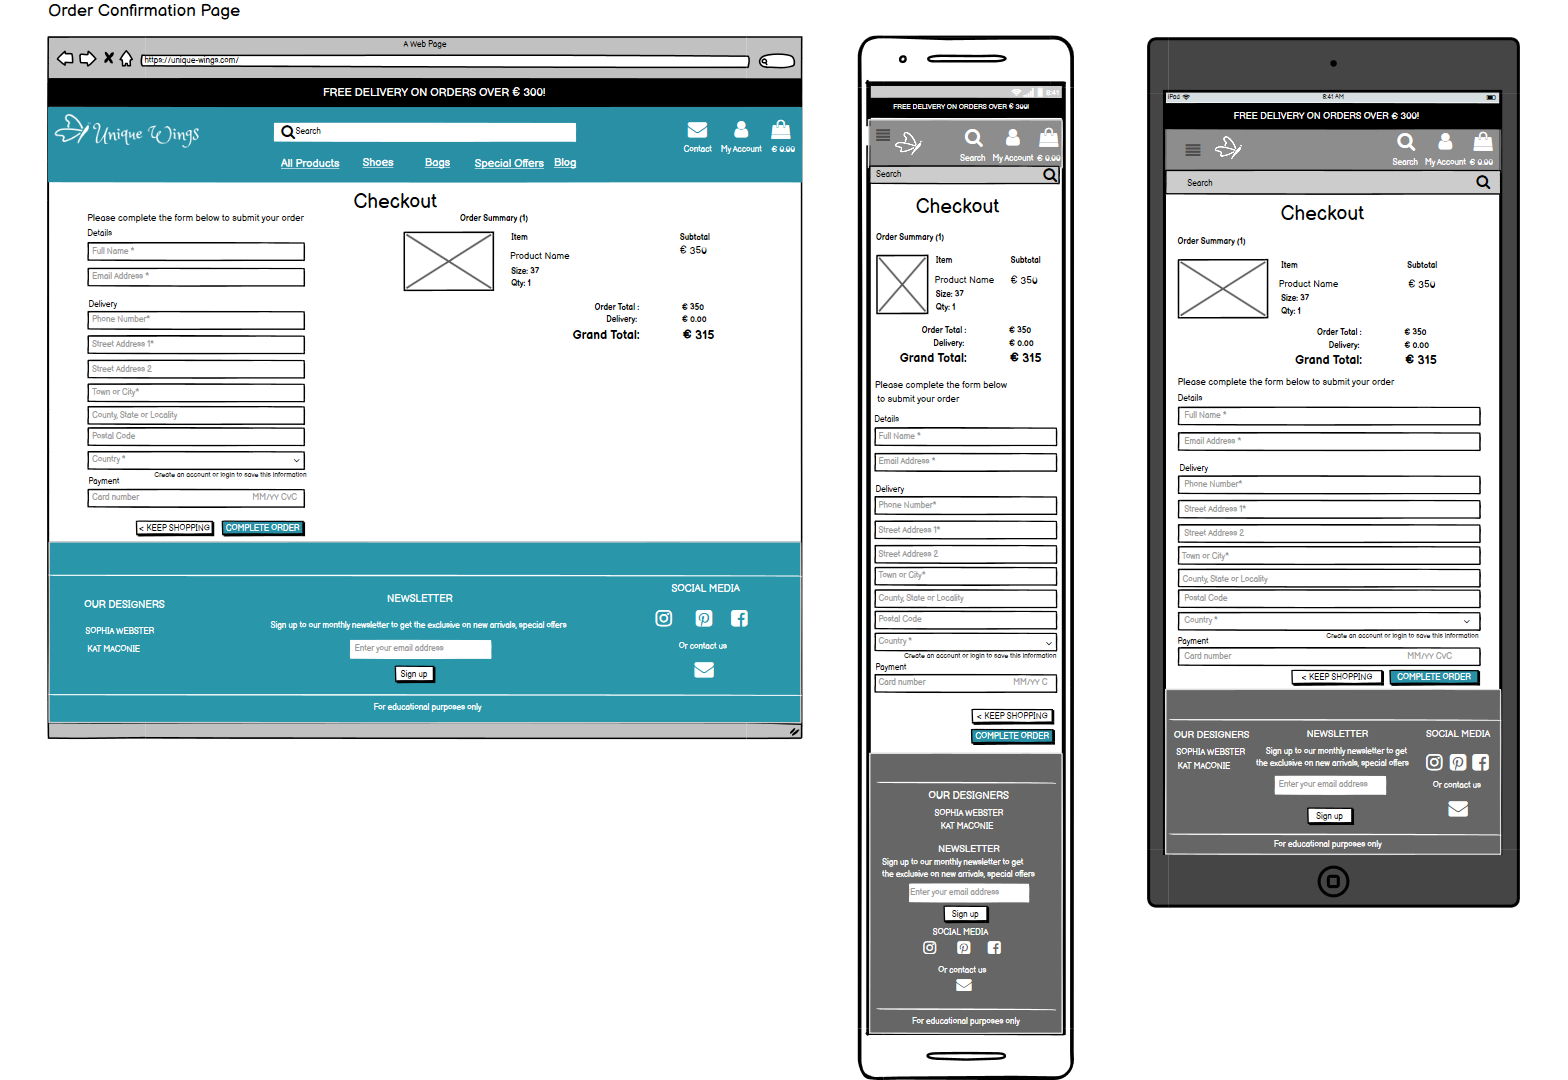 Order Confirmation Page
A Web Page
https://unique-wings.com/
FREE DELIVERY ON ORDERS OVER € 300!
Unique Wings
Search
Contact
My Account
€ 0.00
All Products
Shoes
Bags
Special Offers
Blog
Checkout
Please complete the form below to submit your order
Details
Full Name *
Email Address *
Delivery
Phone Number*
Street Address 1*
Street Address 2
Town or City*
County, State or Locality
Postal Code
Country *
Create an account or login to save this information
Payment
Card number MM/YY CVC
< KEEP SHOPPING
COMPLETE ORDER
Order Summary (1)
Item Subtotal
Product Name € 350
Size: 37
Qty: 1
Order Total : € 350
Delivery: € 0.00
Grand Total: € 315
OUR DESIGNERS
SOPHIA WEBSTER
KAT MACONIE
NEWSLETTER
Sign up to our monthly newsletter to get the exclusive on new arrivals, special offers
Enter your email address
Sign up
SOCIAL MEDIA
Or contact us
For educational purposes only
8:41
FREE DELIVERY ON ORDERS OVER € 300!
Search
My Account
€ 0.00
Search
Checkout
Order Summary (1)
Item Subtotal
Product Name € 350
Size: 37
Qty: 1
Order Total : € 350
Delivery: € 0.00
Grand Total: € 315
Please complete the form below
to submit your order
Details
Full Name *
Email Address *
Delivery
Phone Number*
Street Address 1*
Street Address 2
Town or City*
County, State or Locality
Postal Code
Country *
Create an account or login to save this information
Payment
Card number MM/YY C
< KEEP SHOPPING
COMPLETE ORDER
OUR DESIGNERS
SOPHIA WEBSTER
KAT MACONIE
NEWSLETTER
Sign up to our monthly newsletter to get
the exclusive on new arrivals, special offers
Enter your email address
Sign up
SOCIAL MEDIA
Or contact us
For educational purposes only
iPad 8:41 AM
FREE DELIVERY ON ORDERS OVER € 300!
Search
My Account
€ 0.00
Search
Checkout
Order Summary (1)
Item Subtotal
Product Name € 350
Size: 37
Qty: 1
Order Total : € 350
Delivery: € 0.00
Grand Total: € 315
Please complete the form below to submit your order
Details
Full Name *
Email Address *
Delivery
Phone Number*
Street Address 1*
Street Address 2
Town or City*
County, State or Locality
Postal Code
Country *
Create an account or login to save this information
Payment
Card number MM/YY CVC
< KEEP SHOPPING
COMPLETE ORDER
OUR DESIGNERS
SOPHIA WEBSTER
KAT MACONIE
NEWSLETTER
Sign up to our monthly newsletter to get
the exclusive on new arrivals, special offers
Enter your email address
Sign up
SOCIAL MEDIA
Or contact us
For educational purposes only